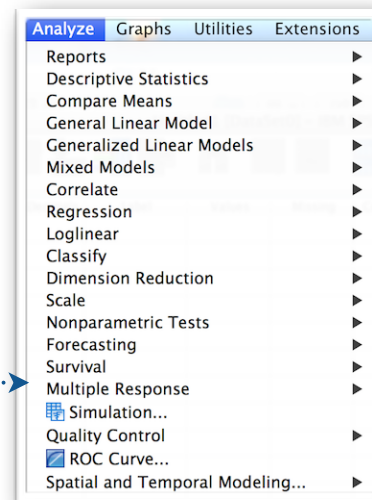 Analyze Graphs Utilities Extensions
Reports
Descriptive Statistics
Compare Means
General Linear Model
Generalized Linear Models
Mixed Models
Correlate
Regression
Loglinear
Classify
Dimension Reduction
Scale
Nonparametric Tests
Forecasting
Survival
Multiple Response
Simulation...
Quality Control
ROC Curve...
Spatial and Temporal Modeling...